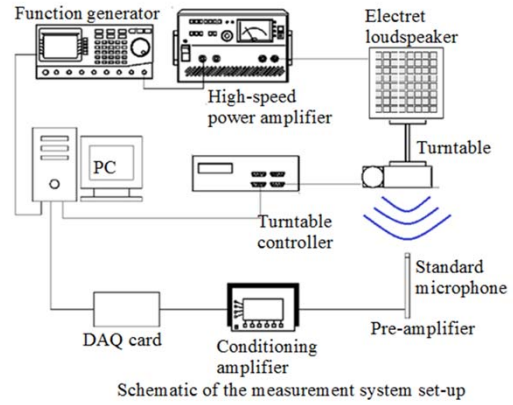 Function generator
Electret
loudspeaker
High-speed
power amplifier
PC
Turntable
Turntable
controller
Standard
microphone
Pre-amplifier
DAQ card
Conditioning
amplifier
Schematic of the measurement system set-up